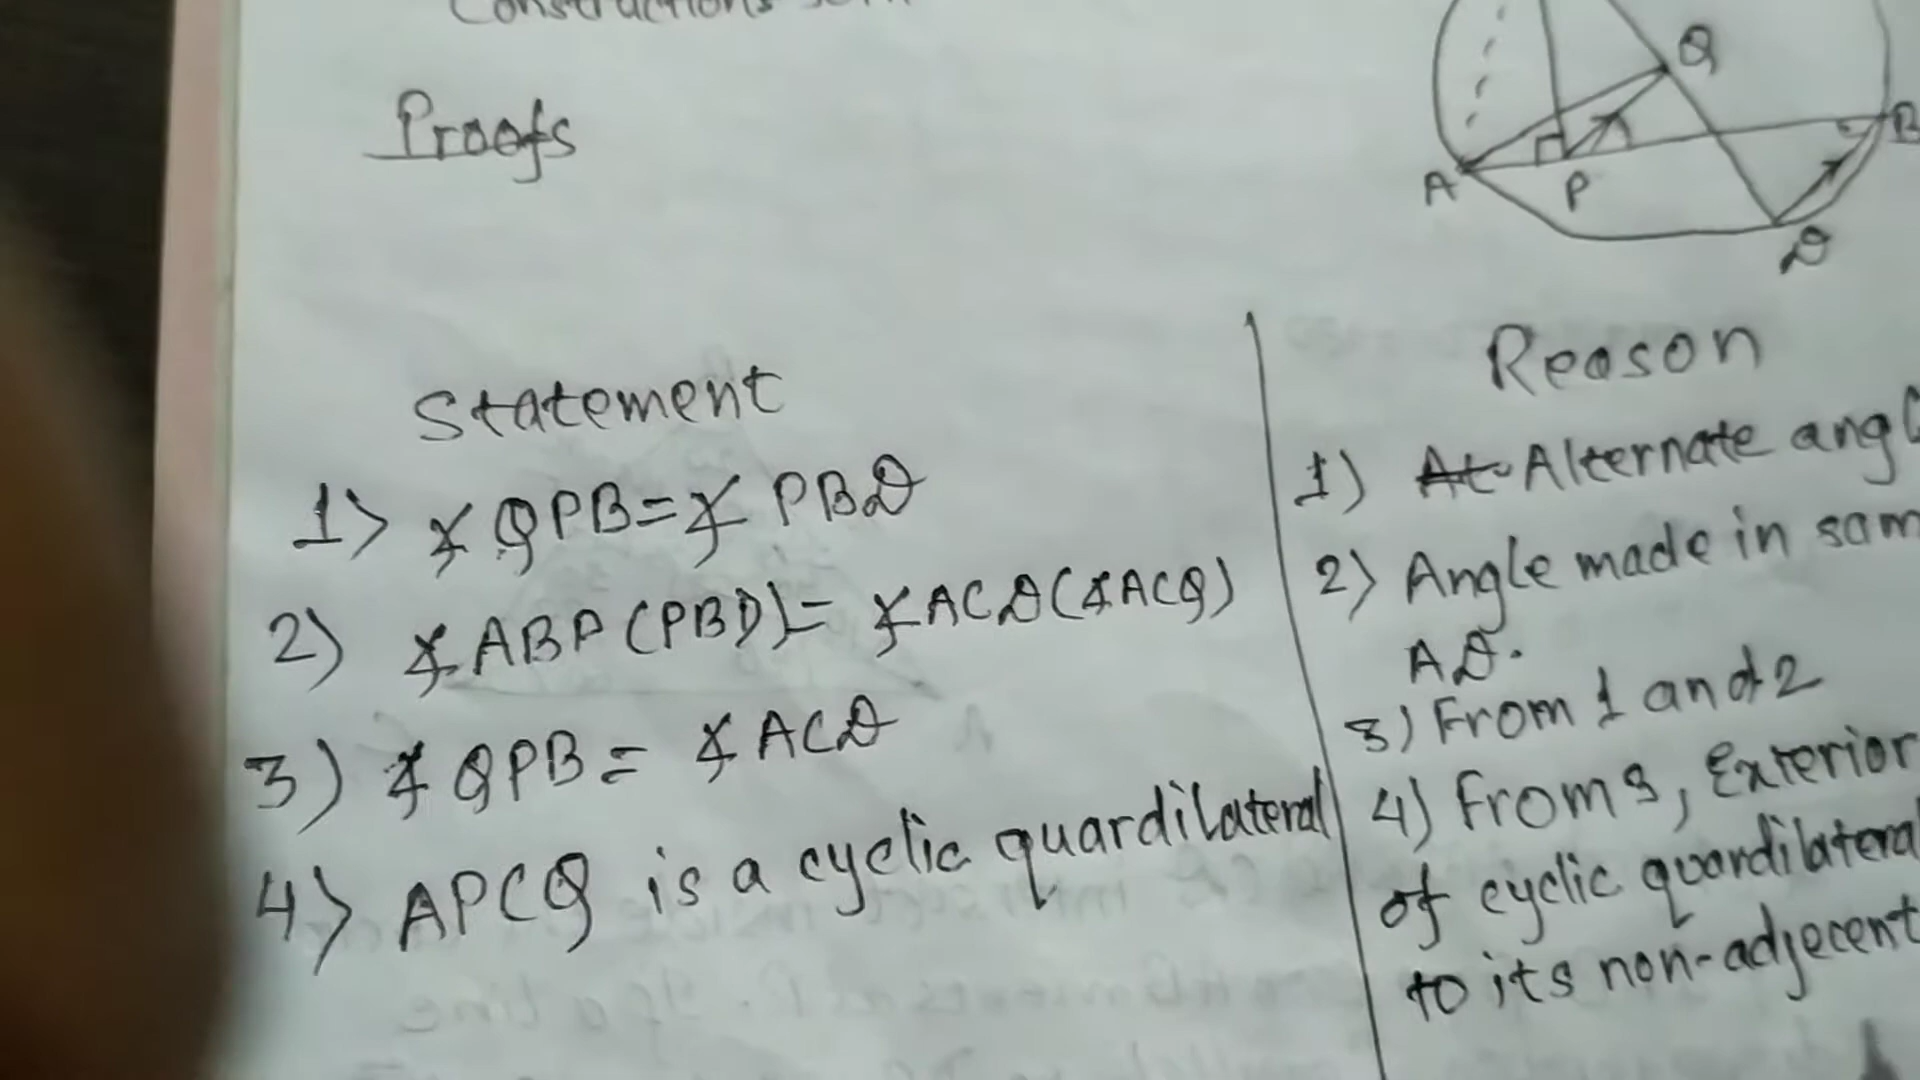 Proofs
Q
B
A
P
D
Statement
Reason
1) ∡QPB=∡ PBD
1) Alternate ang
2) ∡ABP (PBD)= ∡ACD(∡ACQ)
2) Angle made in sam
AD.
3) ∡QPB= ∡ACD
3) From 1 and 2
4) APCQ is a cyclic quardilateral
4) From 3, Exterior
of cyclic quardilateral
to its non-adjecent